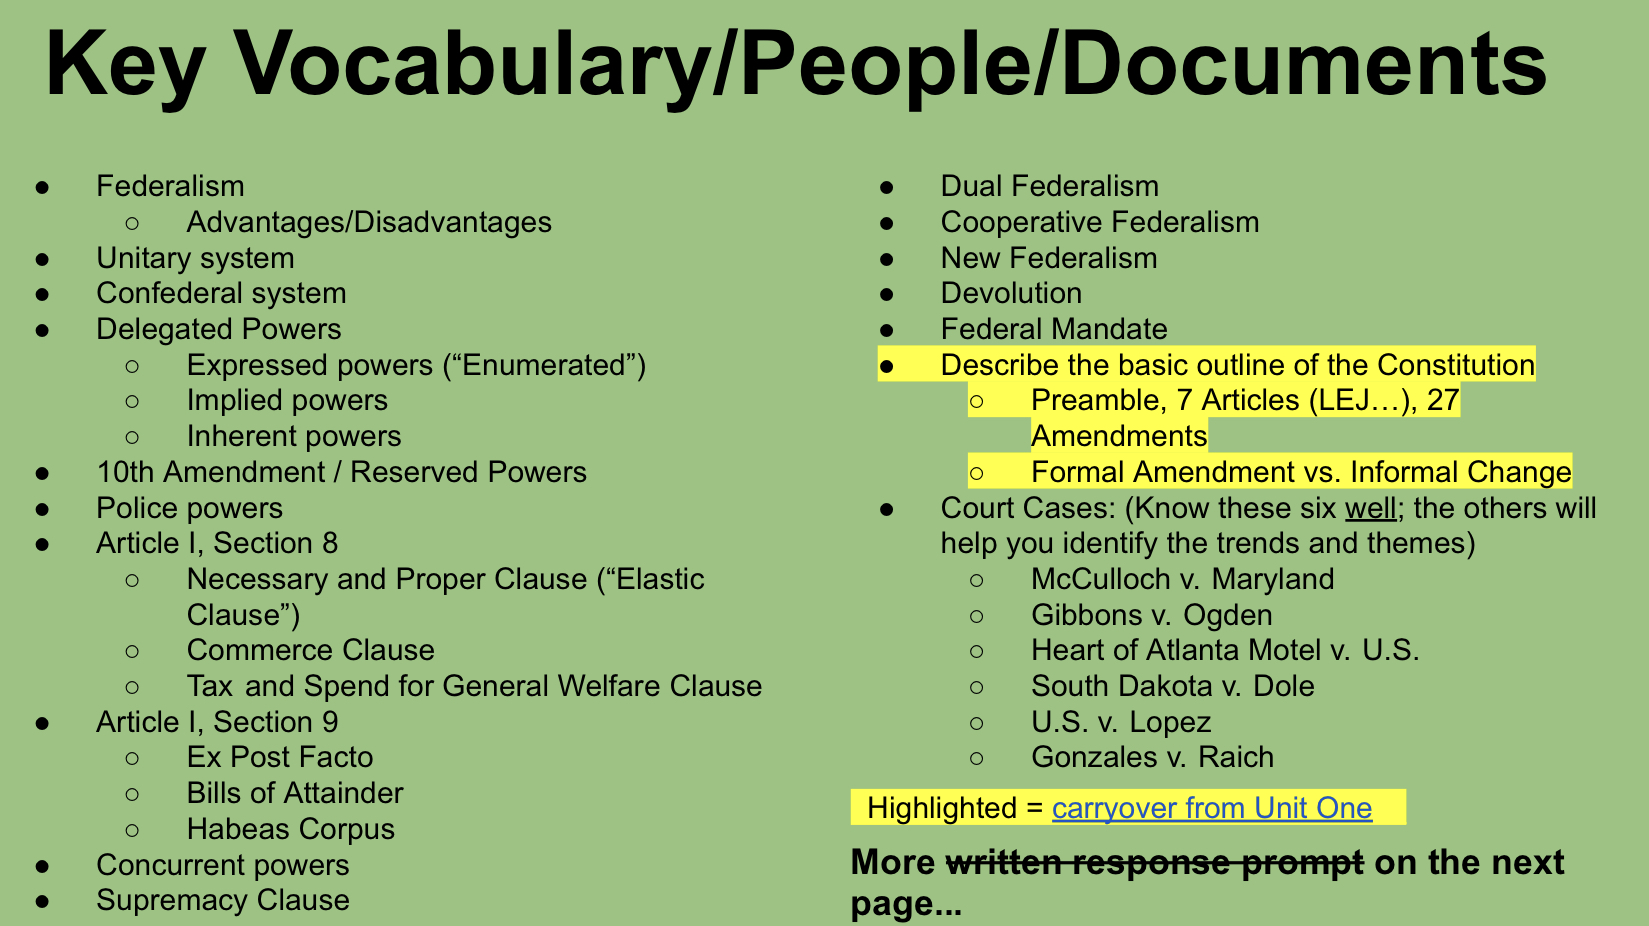 Key Vocabulary/People/Documents
● Federalism
○ Advantages/Disadvantages
● Unitary system
● Confederal system
● Delegated Powers
○ Expressed powers (“Enumerated”)
○ Implied powers
○ Inherent powers
● 10th Amendment / Reserved Powers
● Police powers
● Article I, Section 8
○ Necessary and Proper Clause (“Elastic
Clause”)
○ Commerce Clause
○ Tax and Spend for General Welfare Clause
● Article I, Section 9
○ Ex Post Facto
○ Bills of Attainder
○ Habeas Corpus
● Concurrent powers
● Supremacy Clause
● Dual Federalism
● Cooperative Federalism
● New Federalism
● Devolution
● Federal Mandate
● Describe the basic outline of the Constitution
○ Preamble, 7 Articles (LEJ…), 27
Amendments
○ Formal Amendment vs. Informal Change
● Court Cases: (Know these six well; the others will
help you identify the trends and themes)
○ McCulloch v. Maryland
○ Gibbons v. Ogden
○ Heart of Atlanta Motel v. U.S.
○ South Dakota v. Dole
○ U.S. v. Lopez
○ Gonzales v. Raich
Highlighted = carryover from Unit One
More written response prompt on the next
page...